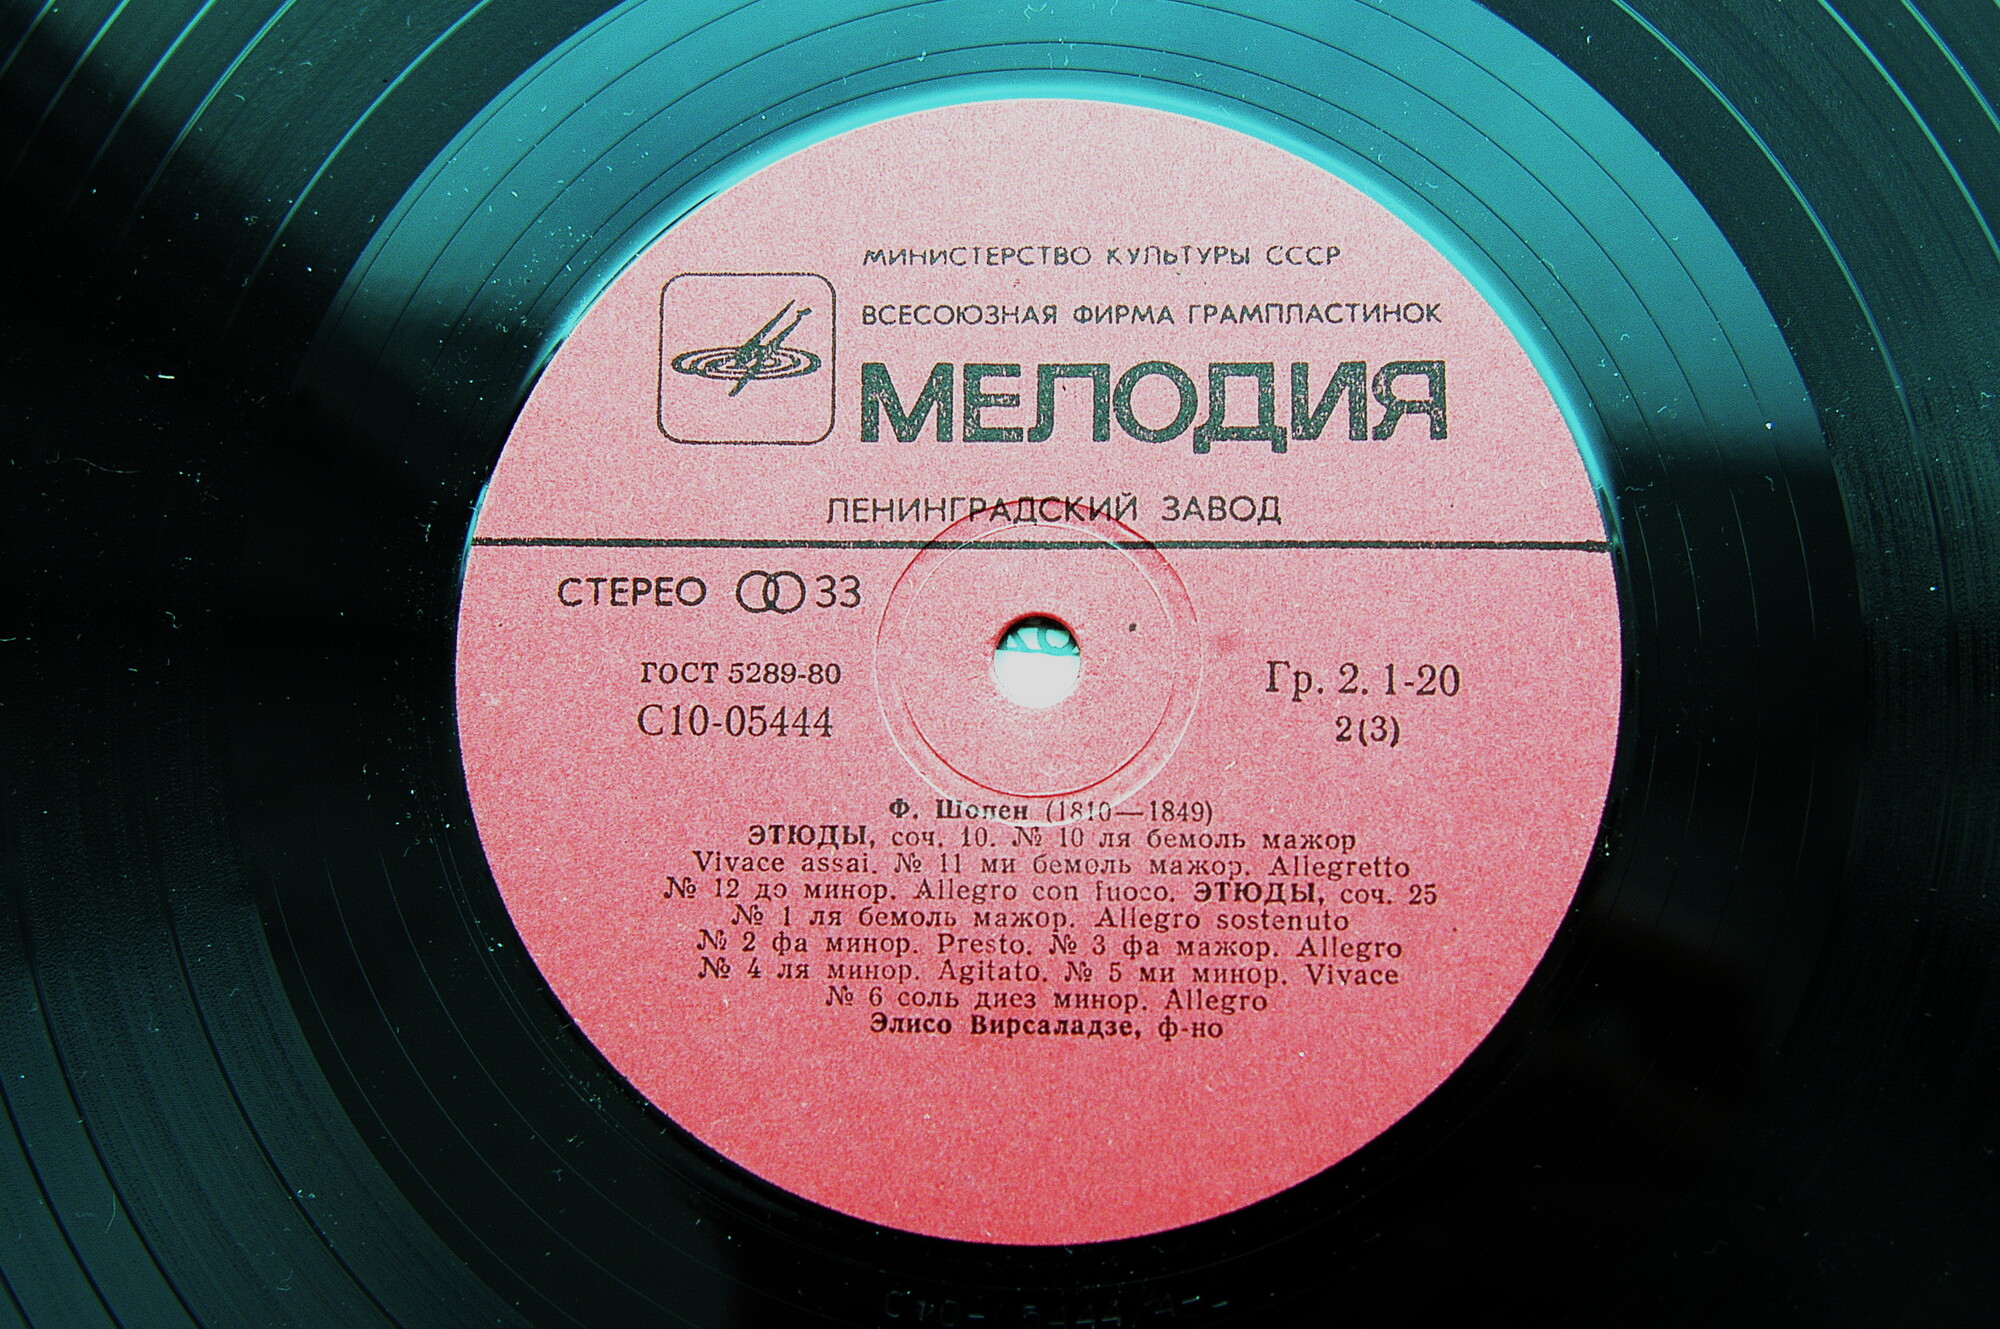 МИНИСТЕРСТВО КУЛЬТУРЫ СССР
ВСЕСОЮЗНАЯ ФИРМА ГРАМПЛАСТИНОК
МЕЛОДИЯ
ЛЕНИНГРАДСКИЙ ЗАВОД
СТЕРЕО 33
ГОСТ 5289-80
С10-05444
Гр. 2. 1-20
2(3)
Ф. Шопен (1810—1849)
ЭТЮДЫ, соч. 10. № 10 ля бемоль мажор
Vivace assai. № 11 ми бемоль мажор. Allegretto
№ 12 до минор. Allegro con fuoco. ЭТЮДЫ, соч. 25
№ 1 ля бемоль мажор. Allegro sostenuto
№ 2 фа минор. Presto. № 3 фа мажор. Allegro
№ 4 ля минор. Agitato. № 5 ми минор. Vivace
№ 6 соль диез минор. Allegro
Элисо Вирсаладзе, ф-но